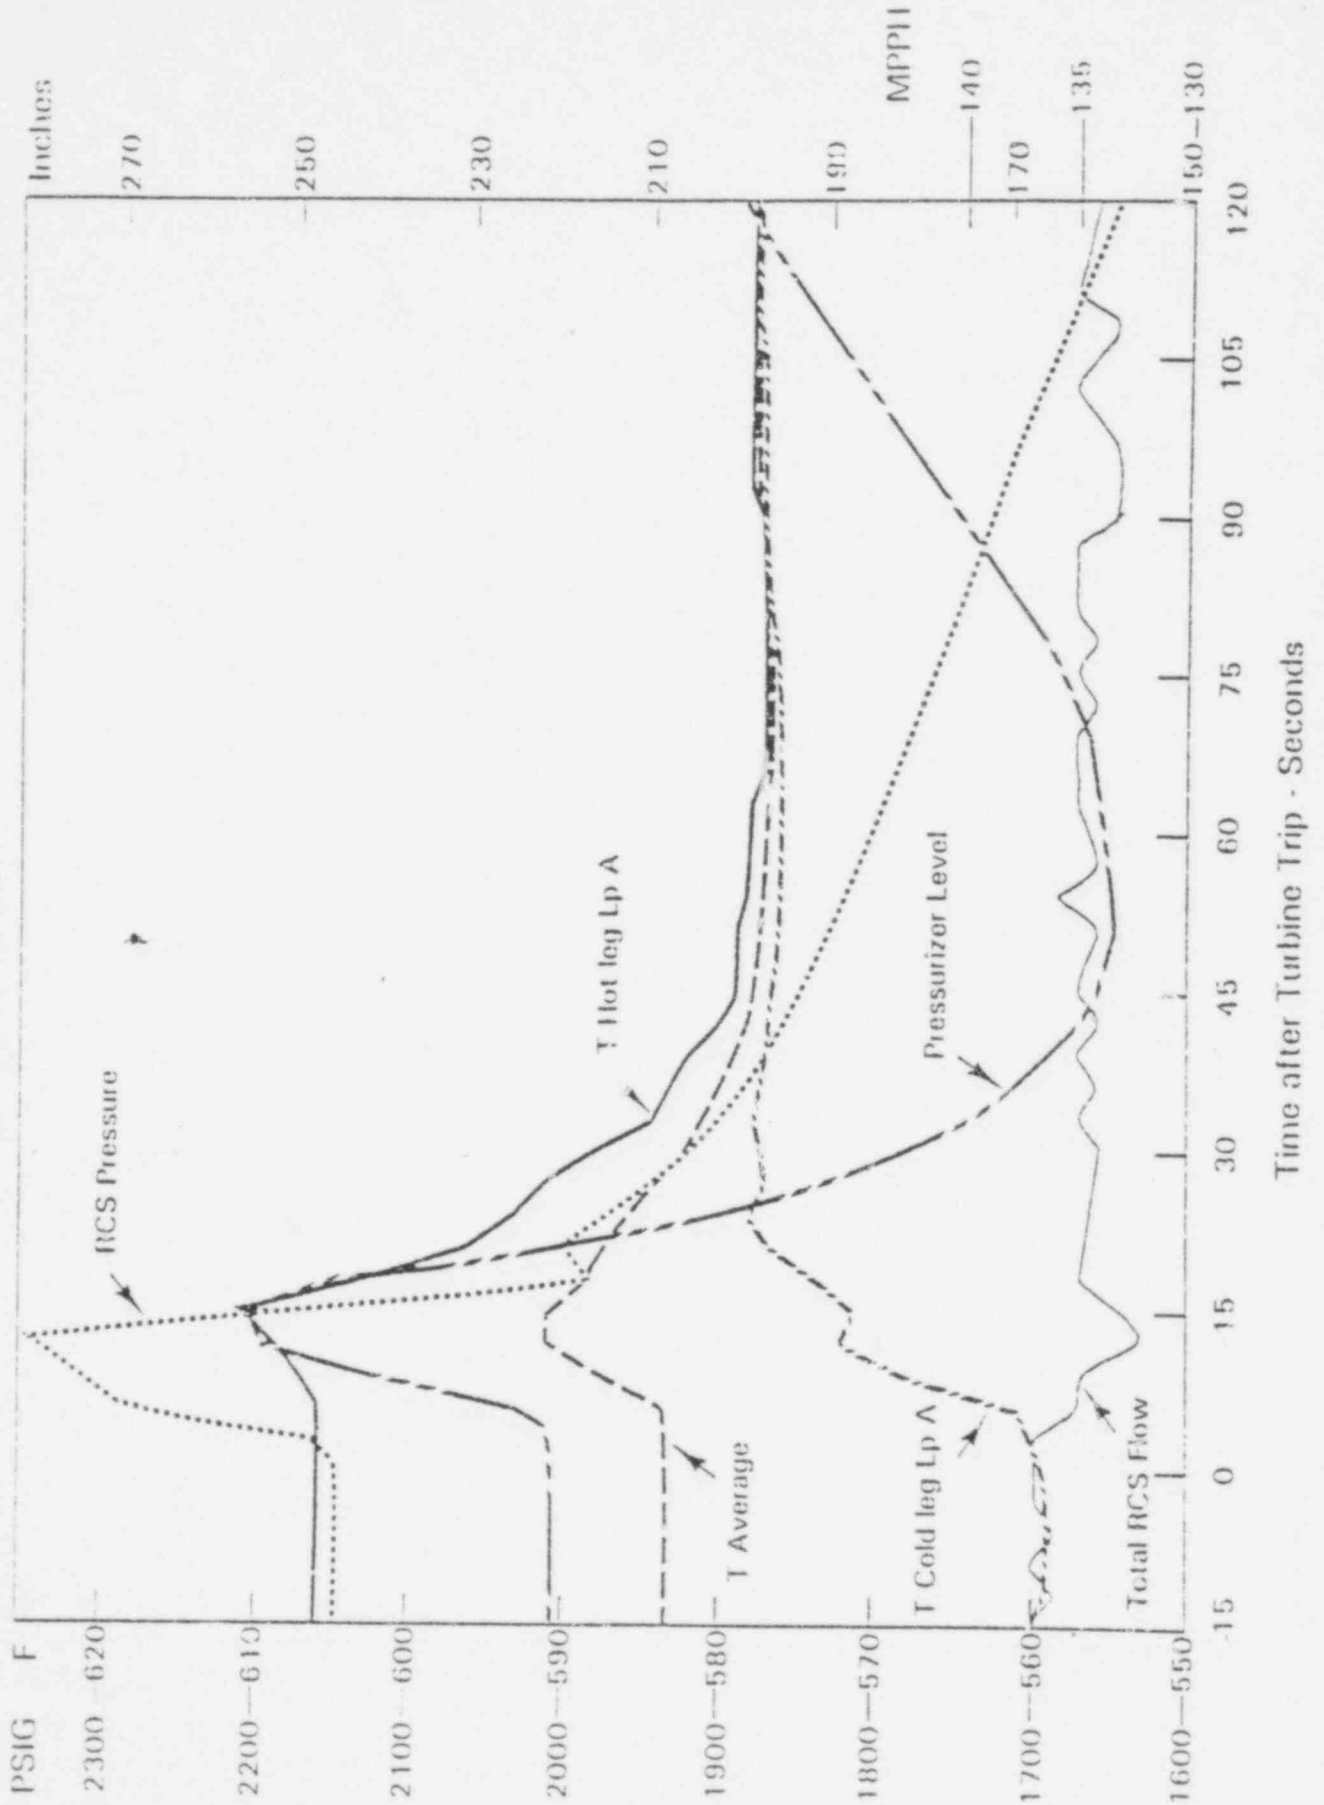 PSIG F
2300—620
2200—610
2100—600
2000—590
1900—580
1800—570
1700—560
1600—550
Inches
270
250
230
210
190
MPPH
140
170
135
150—130
RCS Pressure
T Hot leg Lp A
T Average
Pressurizer Level
T Cold leg Lp A
Total RCS Flow
-15 0 15 30 45 60 75 90 105 120
Time after Turbine Trip - Seconds